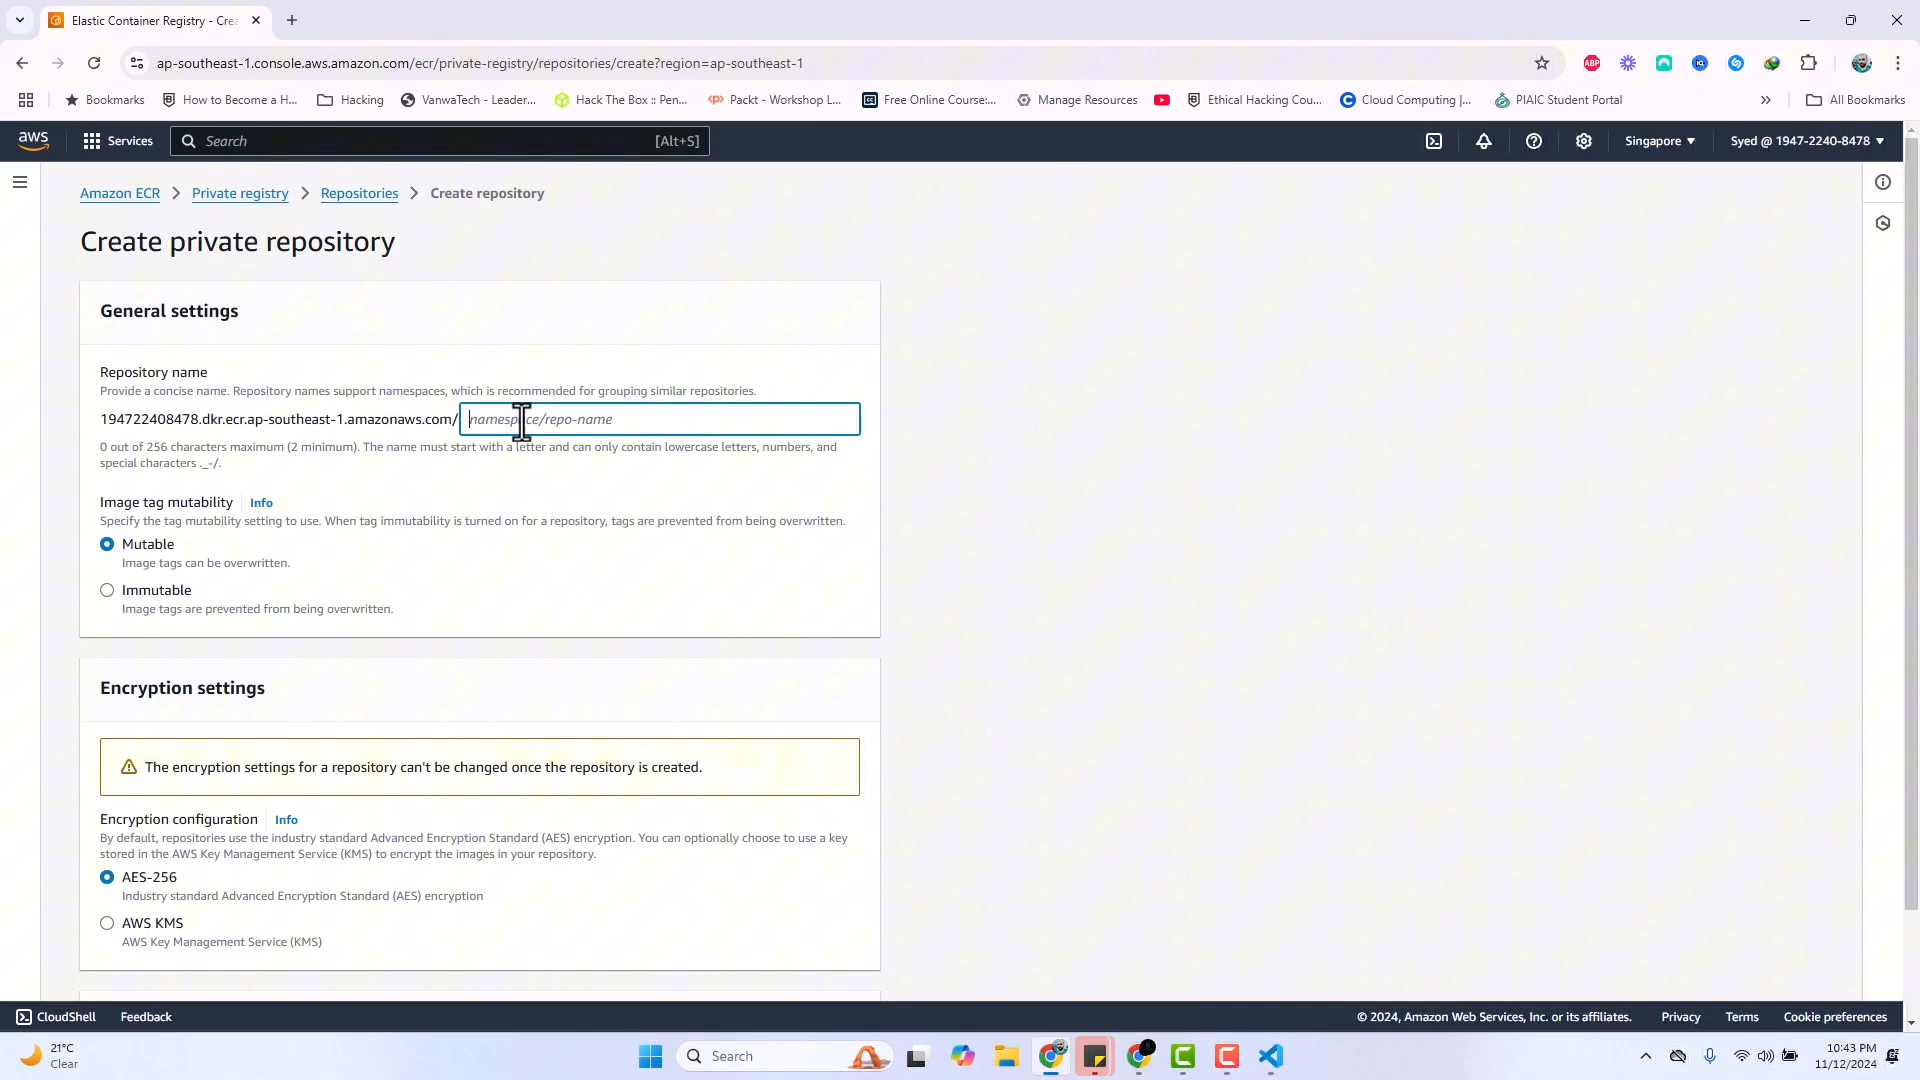 Elastic Container Registry - Crea
ap-southeast-1.console.aws.amazon.com/ecr/private-registry/repositories/create?region=ap-southeast-1
Bookmarks
How to Become a H...
Hacking
VanwaTech - Leader...
Hack The Box :: Pen...
Packt - Workshop L...
Free Online Course:...
Manage Resources
Ethical Hacking Cou...
Cloud Computing |...
PIAIC Student Portal
All Bookmarks
aws
Services
Search
[Alt+S]
Singapore
Syed @ 1947-2240-8478
Amazon ECR
Private registry
Repositories
Create repository
Create private repository
General settings
Repository name
Provide a concise name. Repository names support namespaces, which is recommended for grouping similar repositories.
194722408478.dkr.ecr.ap-southeast-1.amazonaws.com/
namespace/repo-name
0 out of 256 characters maximum (2 minimum). The name must start with a letter and can only contain lowercase letters, numbers, and
special characters ._-/.
Image tag mutability
Info
Specify the tag mutability setting to use. When tag immutability is turned on for a repository, tags are prevented from being overwritten.
Mutable
Image tags can be overwritten.
Immutable
Image tags are prevented from being overwritten.
Encryption settings
The encryption settings for a repository can't be changed once the repository is created.
Encryption configuration
Info
By default, repositories use the industry standard Advanced Encryption Standard (AES) encryption. You can optionally choose to use a key
stored in the AWS Key Management Service (KMS) to encrypt the images in your repository.
AES-256
Industry standard Advanced Encryption Standard (AES) encryption
AWS KMS
AWS Key Management Service (KMS)
CloudShell
Feedback
© 2024, Amazon Web Services, Inc. or its affiliates.
Privacy
Terms
Cookie preferences
21°C
Clear
Search
10:43 PM
11/12/2024